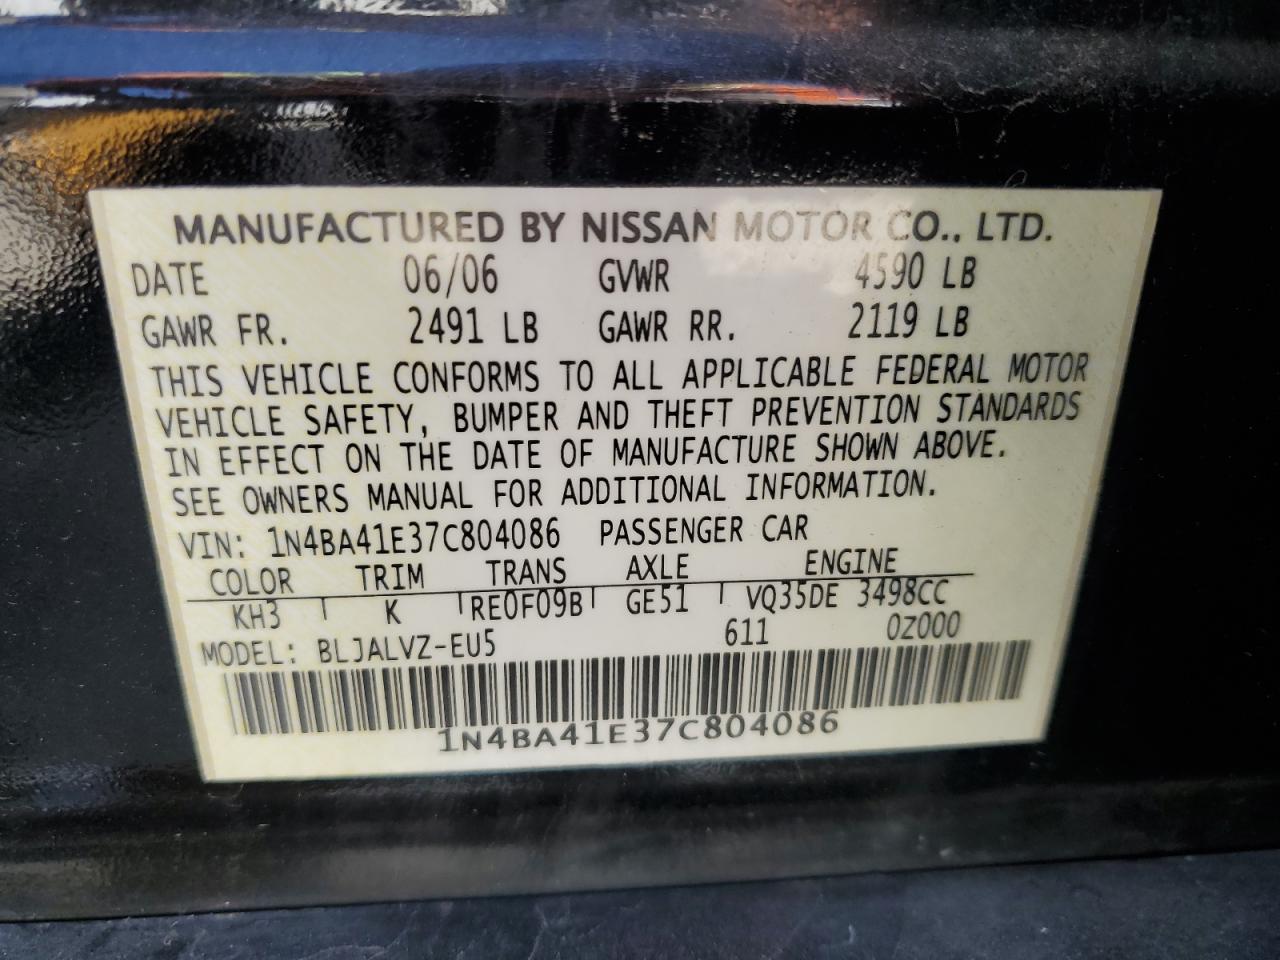 MANUFACTURED BY NISSAN MOTOR CO., LTD.
DATE 06/06 GVWR 4590 LB
GAWR FR. 2491 LB GAWR RR. 2119 LB
THIS VEHICLE CONFORMS TO ALL APPLICABLE FEDERAL MOTOR
VEHICLE SAFETY, BUMPER AND THEFT PREVENTION STANDARDS
IN EFFECT ON THE DATE OF MANUFACTURE SHOWN ABOVE.
SEE OWNERS MANUAL FOR ADDITIONAL INFORMATION.
VIN: 1N4BA41E37C804086 PASSENGER CAR
COLOR TRIM TRANS AXLE ENGINE
KH3 K RE0F09B GE51 VQ35DE 3498CC
MODEL: BLJALVZ-EU5 611 0Z000
1N4BA41E37C804086